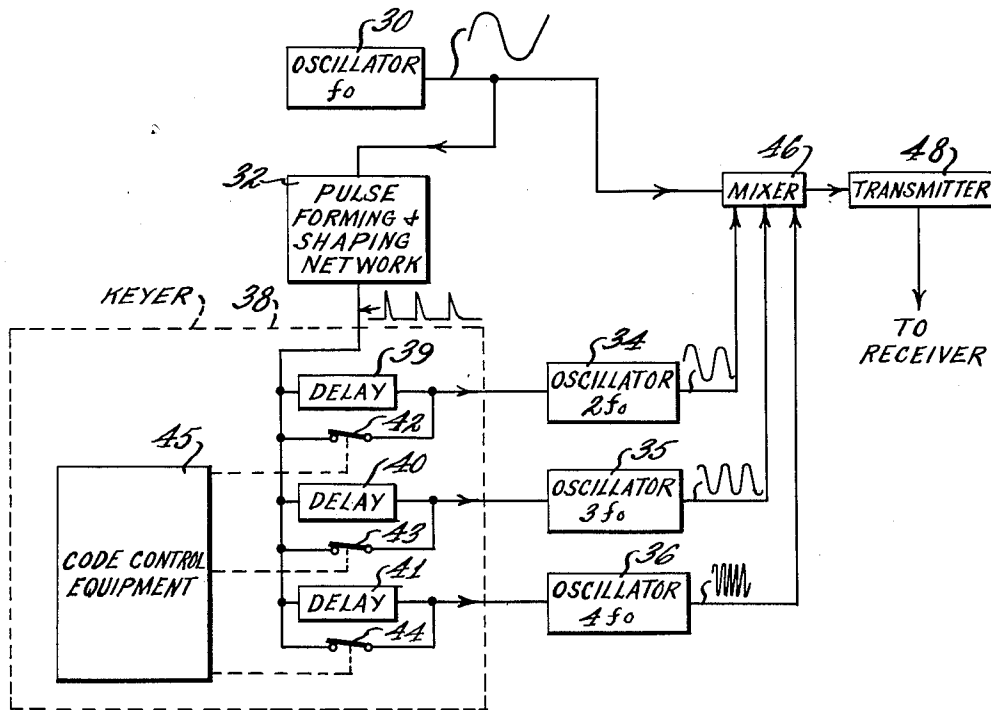 30
OSCILLATOR
fo
32
PULSE
FORMING &
SHAPING
NETWORK
46
MIXER
48
TRANSMITTER
TO
RECEIVER
KEYER
38
39
DELAY
42
40
DELAY
43
41
DELAY
44
45
CODE CONTROL
EQUIPMENT
34
OSCILLATOR
2fo
35
OSCILLATOR
3fo
36
OSCILLATOR
4fo